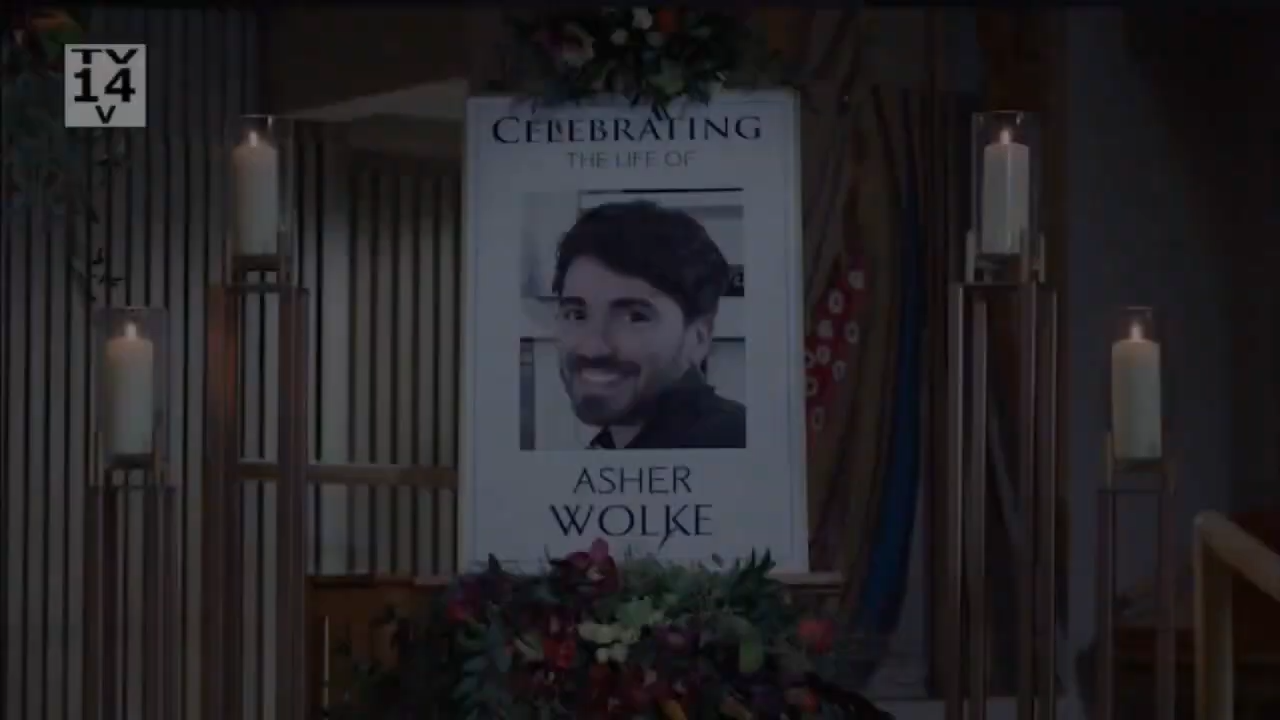 TV
14
V
CELEBRATING
THE LIFE OF
ASHER
WOLKE